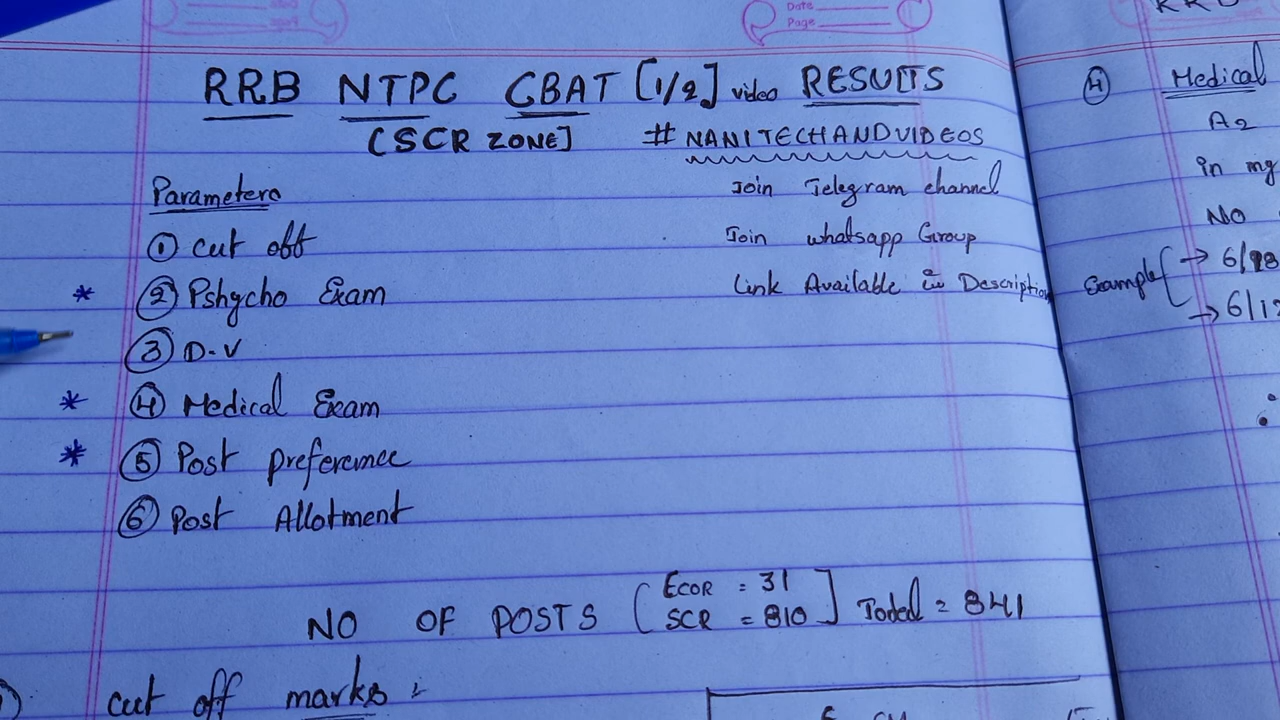 Date
Page
RRB NTPC CBAT [1/2] video RESULTS
[SCR ZONE] # NANITECHANDVIDEOS
Parameters
Join Telegram channel
① cut off
Join whatsapp Group
* ② Pshycho Exam
Link Available in Description
③ D-V
* ④ Medical Exam
* ⑤ Post preference
⑥ Post Allotment
NO OF POSTS [ECOR = 31
SCR = 810] Total = 841
cut off marks :
④ Medical
A2
in mg
NO
Example → 6/
→ 6/12